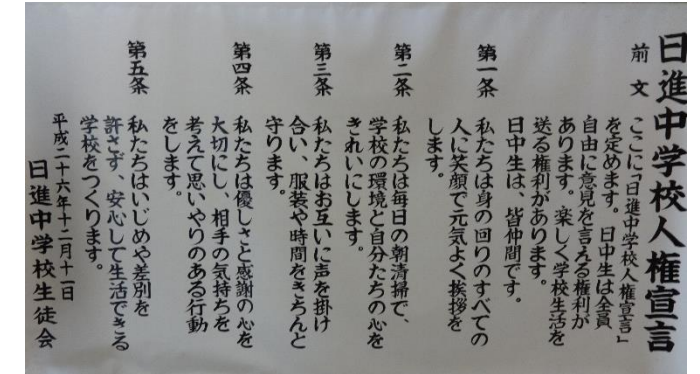 日進中学校人権宣言
前文
ここに「日進中学校人権宣言」
を定めます。日中生は全員
自由に意見を言える権利が
あります。楽しく学校生活を
送る権利があります。
日中生は、皆仲間です。
第一条
私たちは身の回りのすべての
人に笑顔で元気よく挨拶を
します。
第二条
私たちは毎日の朝清掃で、
学校の環境と自分たちの心を
きれいにします。
第三条
私たちはお互いに声を掛け
合い、服装や時間をきちんと
守ります。
第四条
私たちは優しさと感謝の心を
大切にし、相手の気持ちを
考えて思いやりのある行動
をします。
第五条
私たちはいじめや差別を
許さず、安心して生活できる
学校をつくります。
平成二十六年十二月十一日
日進中学校生徒会